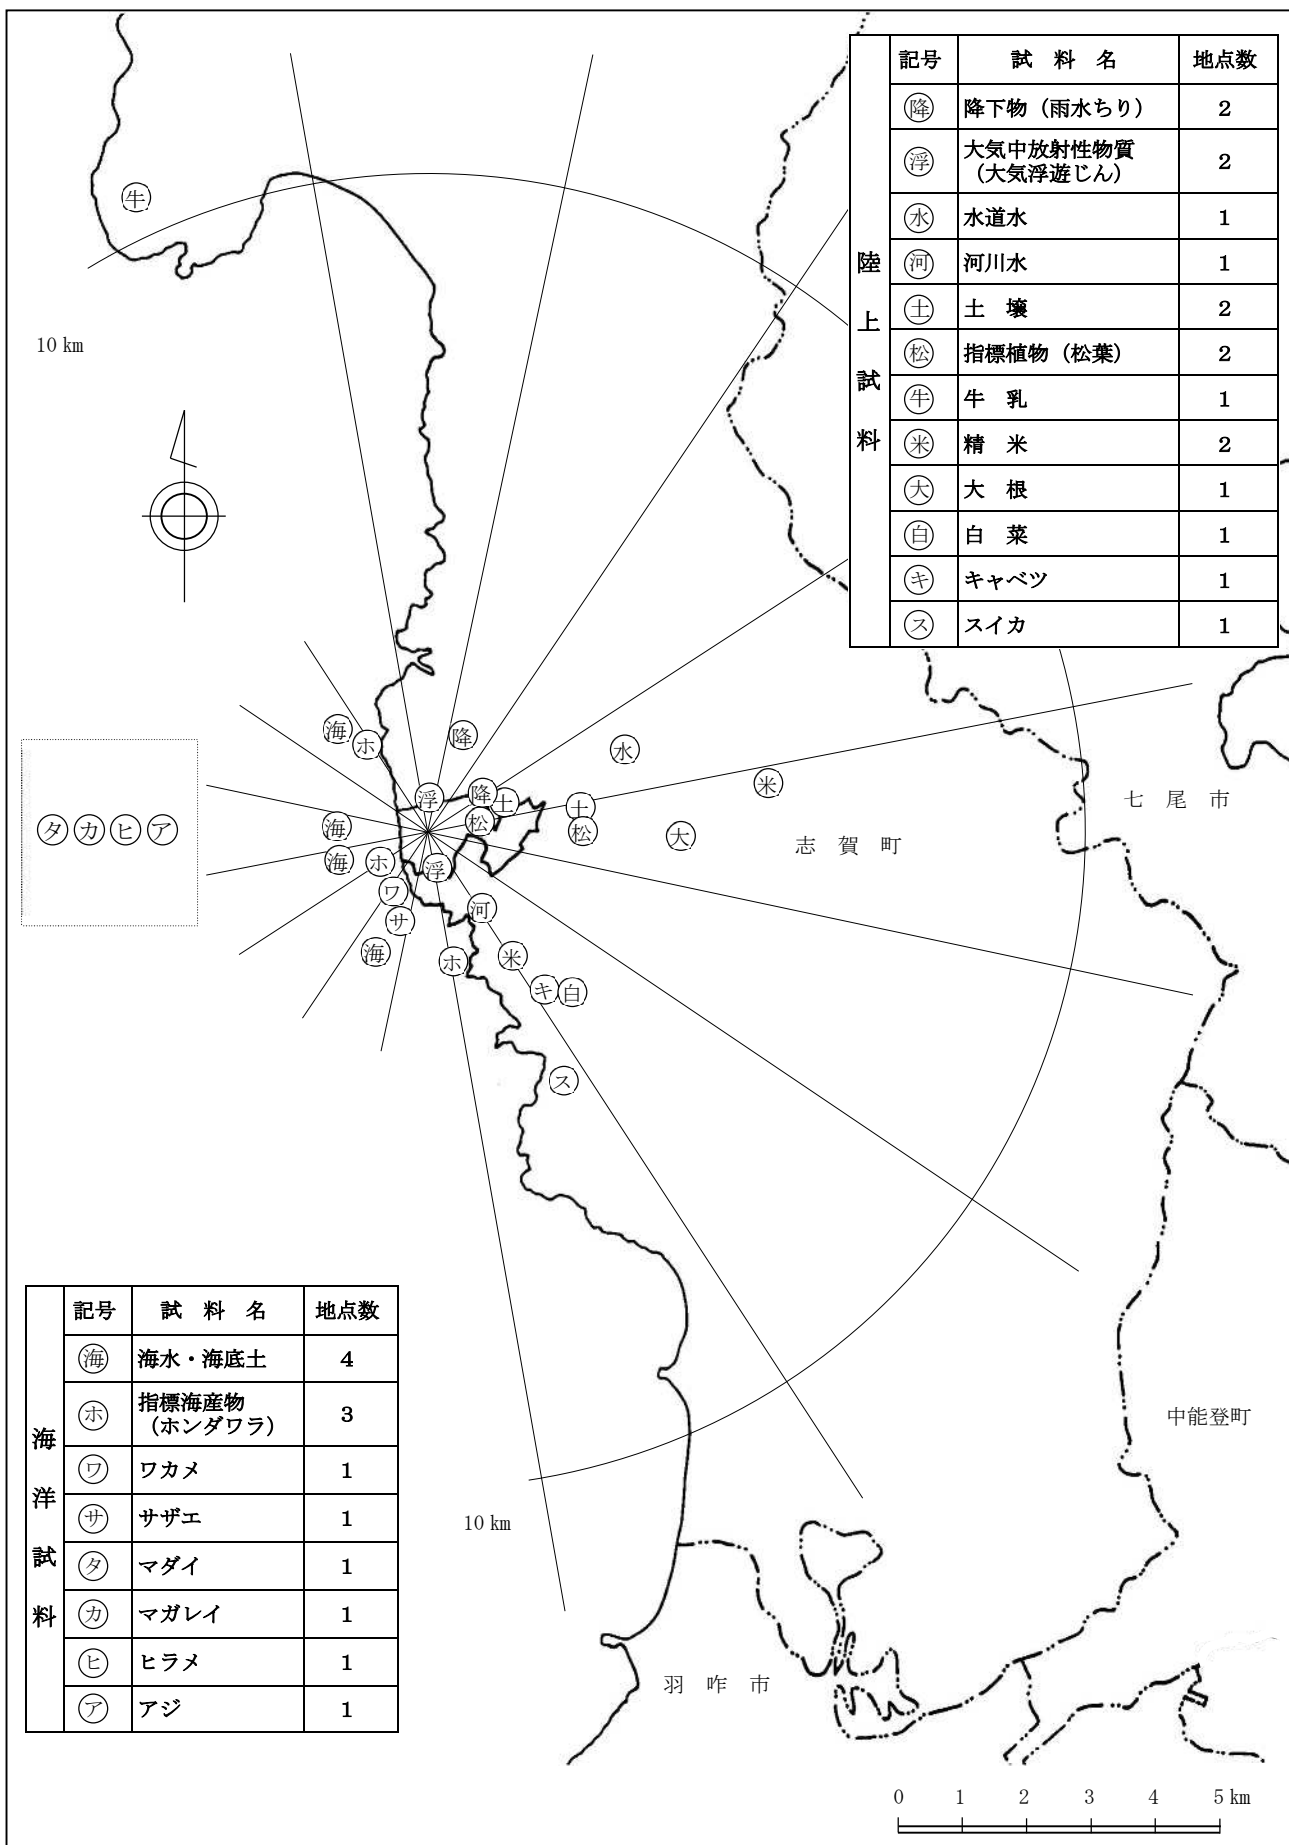 記号 試料名 地点数
陸上試料
降 降下物（雨水ちり） 2
浮 大気中放射性物質
（大気浮遊じん） 2
水 水道水 1
河 河川水 1
土 土壌 2
松 指標植物（松葉） 2
牛 牛乳 1
米 精米 2
大 大根 1
白 白菜 1
キ キャベツ 1
ス スイカ 1
牛
10 km
海
ホ
降
水
米
七尾市
浮
降
土
土
松
松
大
志賀町
タ カ ヒ ア
海
海
ホ
浮
ワ
サ
河
海
ホ
米
キ 白
ス
記号 試料名 地点数
海洋試料
海 海水・海底土 4
ホ 指標海産物
（ホンダワラ） 3
ワ ワカメ 1
サ サザエ 1
タ マダイ 1
カ マガレイ 1
ヒ ヒラメ 1
ア アジ 1
中能登町
10 km
羽咋市
0 1 2 3 4 5 km